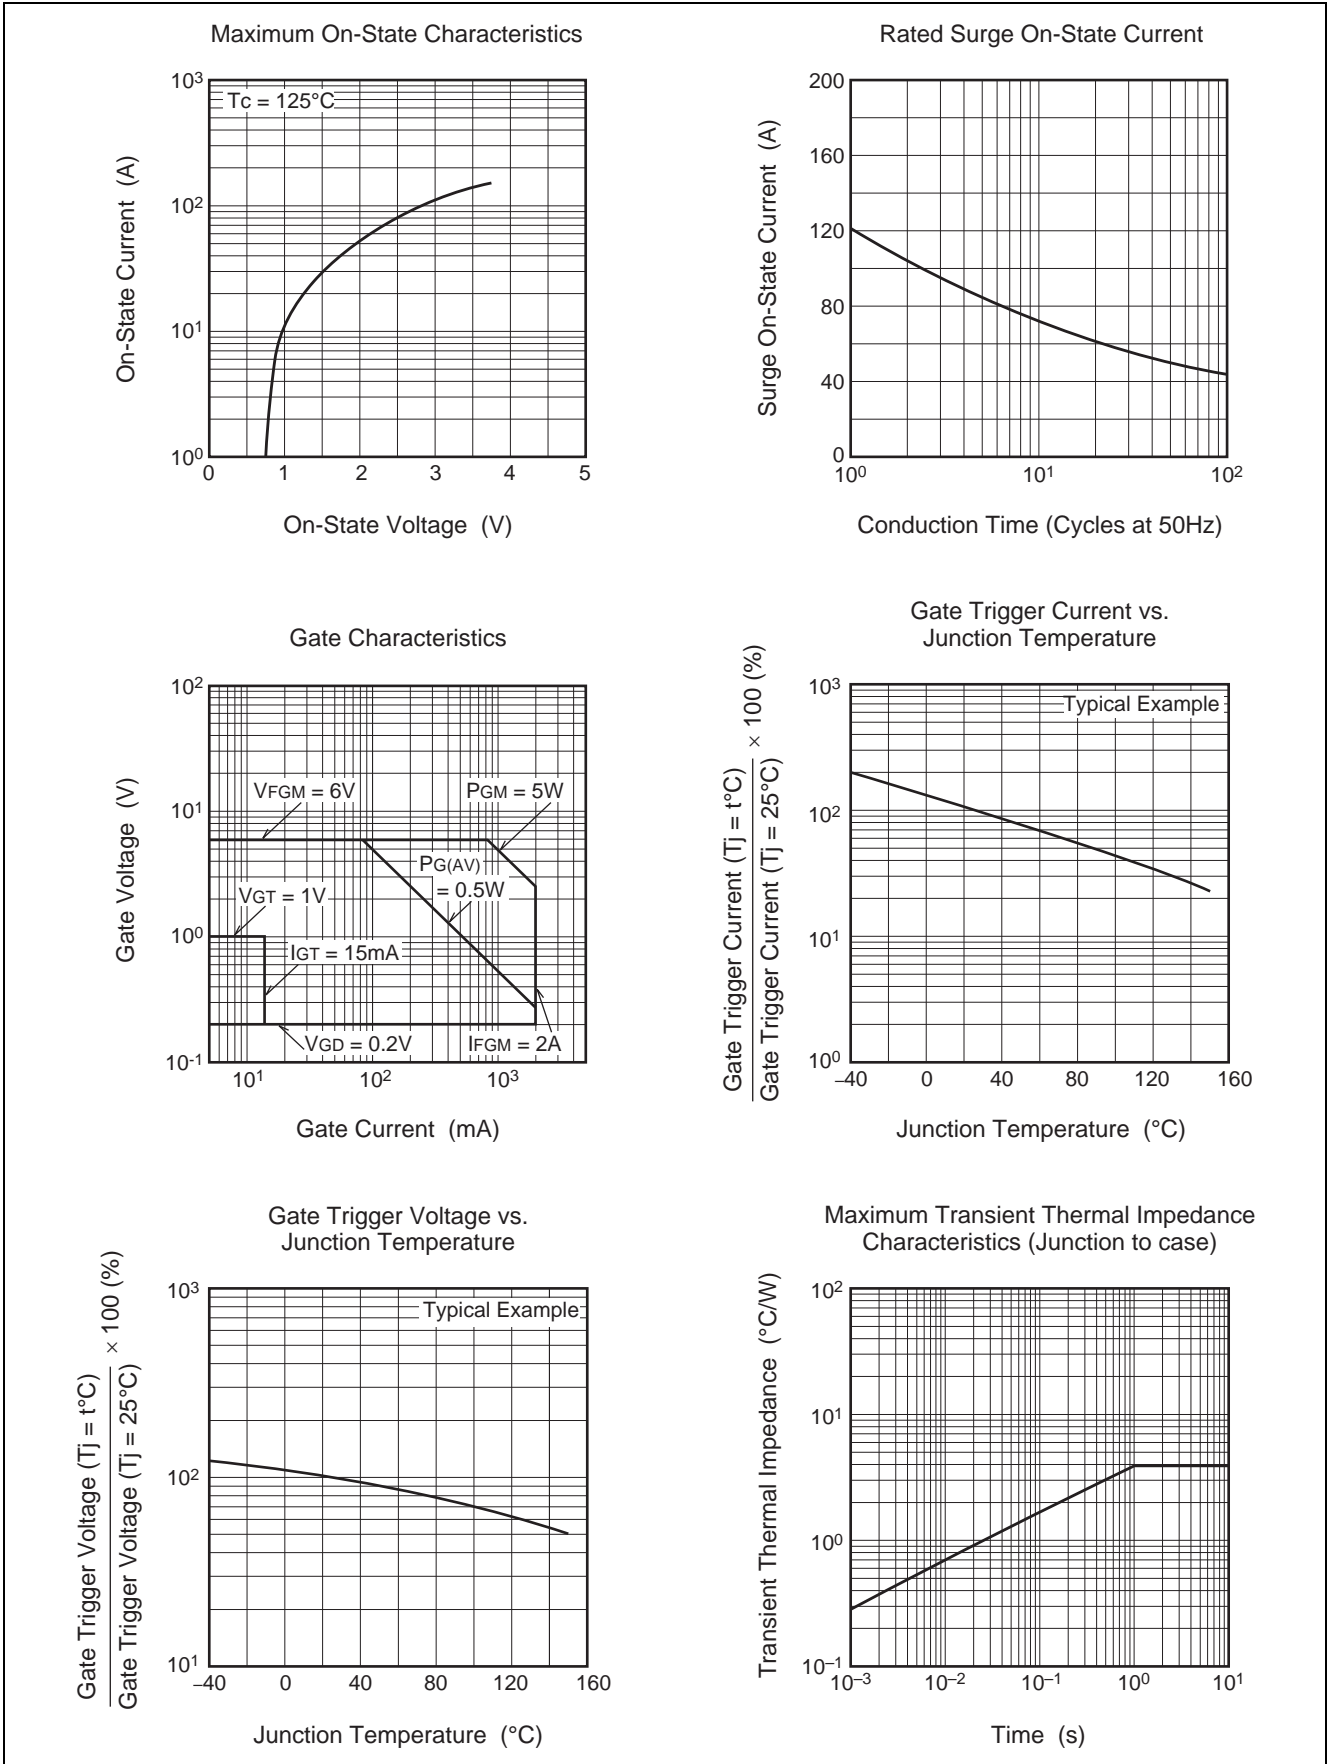 Maximum On-State Characteristics
10³
Tc = 125°C
10²
10¹
10⁰
0 1 2 3 4 5
On-State Current (A)
On-State Voltage (V)
Rated Surge On-State Current
200
160
120
80
40
0
10⁰ 10¹ 10²
Surge On-State Current (A)
Conduction Time (Cycles at 50Hz)
Gate Characteristics
10²
10¹
10⁰
10-1
10¹ 10² 10³
VFGM = 6V
PGM = 5W
PG(AV)
= 0.5W
VGT = 1V
IGT = 15mA
VGD = 0.2V
IFGM = 2A
Gate Voltage (V)
Gate Current (mA)
Gate Trigger Current vs.
Junction Temperature
10³
Typical Example
10²
10¹
10⁰
–40 0 40 80 120 160
Gate Trigger Current (Tj = t°C)
Gate Trigger Current (Tj = 25°C)
× 100 (%)
Junction Temperature (°C)
Gate Trigger Voltage vs.
Junction Temperature
10³
Typical Example
10²
10¹
–40 0 40 80 120 160
Gate Trigger Voltage (Tj = t°C)
Gate Trigger Voltage (Tj = 25°C)
× 100 (%)
Junction Temperature (°C)
Maximum Transient Thermal Impedance
Characteristics (Junction to case)
10²
10¹
10⁰
10–1
10–3 10–2 10–1 10⁰ 10¹
Transient Thermal Impedance (°C/W)
Time (s)